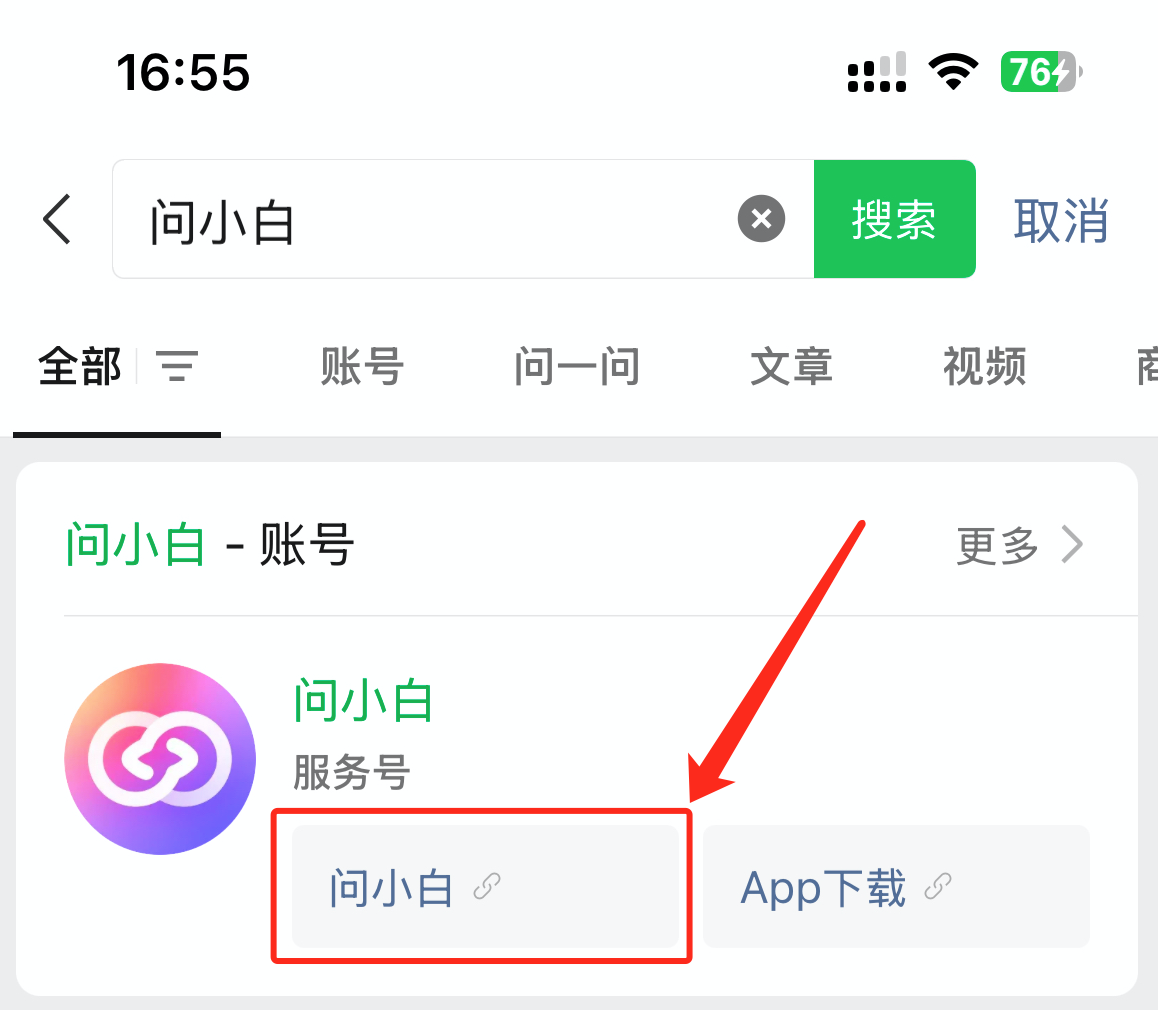 16:55 76
问小白 搜索 取消
全部 账号 问一问 文章 视频
问小白 - 账号 更多
问小白
服务号
问小白 App下载